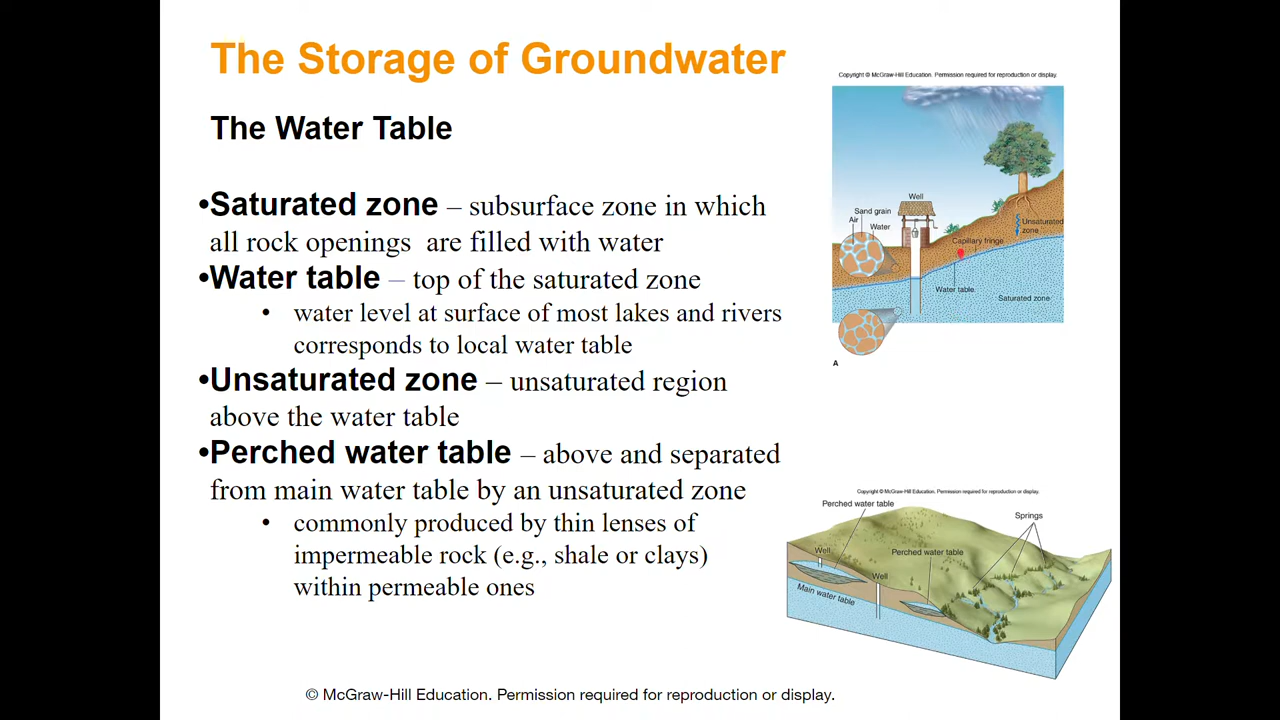 The Storage of Groundwater
The Water Table
•Saturated zone – subsurface zone in which
all rock openings are filled with water
•Water table – top of the saturated zone
• water level at surface of most lakes and rivers
corresponds to local water table
•Unsaturated zone – unsaturated region
above the water table
•Perched water table – above and separated
from main water table by an unsaturated zone
• commonly produced by thin lenses of
impermeable rock (e.g., shale or clays)
within permeable ones
Copyright © McGraw-Hill Education. Permission required for reproduction or display.
Well
Sand grain
Air
Water
Unsaturated
zone
Capillary fringe
Water table
Saturated zone
A
Copyright © McGraw-Hill Education. Permission required for reproduction or display.
Perched water table
Springs
Well
Perched water table
Well
Main water table
© McGraw-Hill Education. Permission required for reproduction or display.